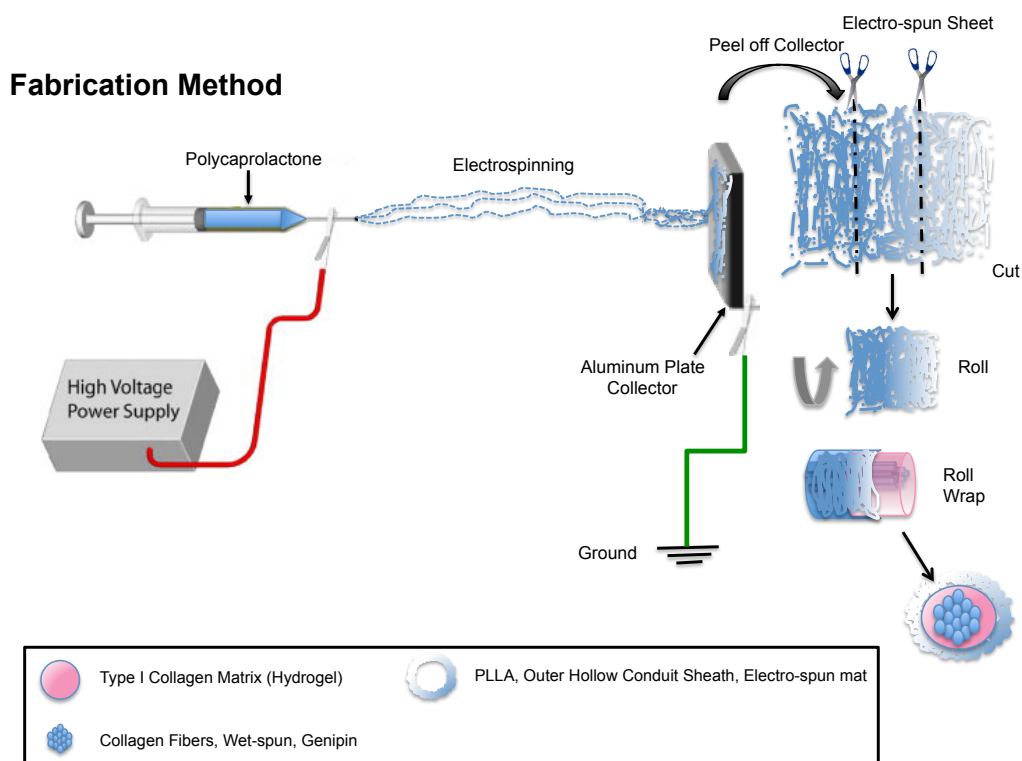 Electro-spun Sheet
Peel off Collector
Fabrication Method
Polycaprolactone
Electrospinning
Cut
Aluminum Plate
Collector
Roll
High Voltage
Power Supply
Roll
Wrap
Ground
Type I Collagen Matrix (Hydrogel)
PLLA, Outer Hollow Conduit Sheath, Electro-spun mat
Collagen Fibers, Wet-spun, Genipin